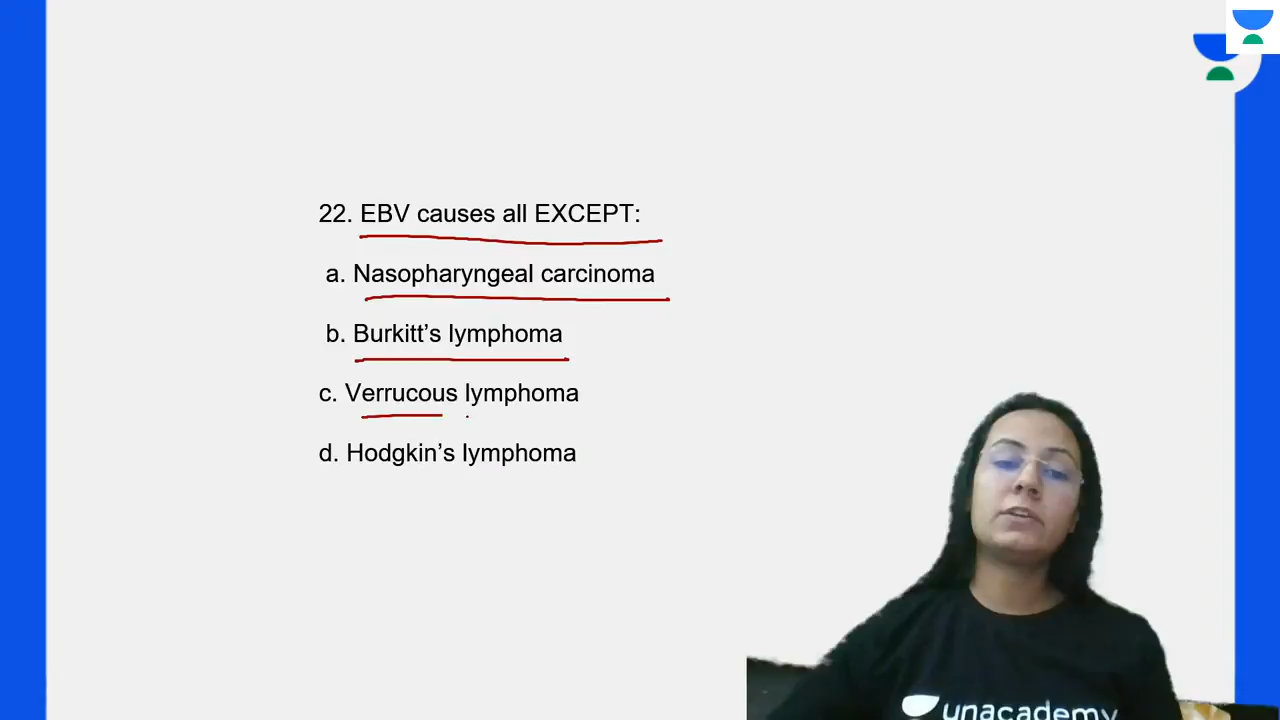 22. EBV causes all EXCEPT:
a. Nasopharyngeal carcinoma
b. Burkitt’s lymphoma
c. Verrucous lymphoma
d. Hodgkin’s lymphoma
unacademy